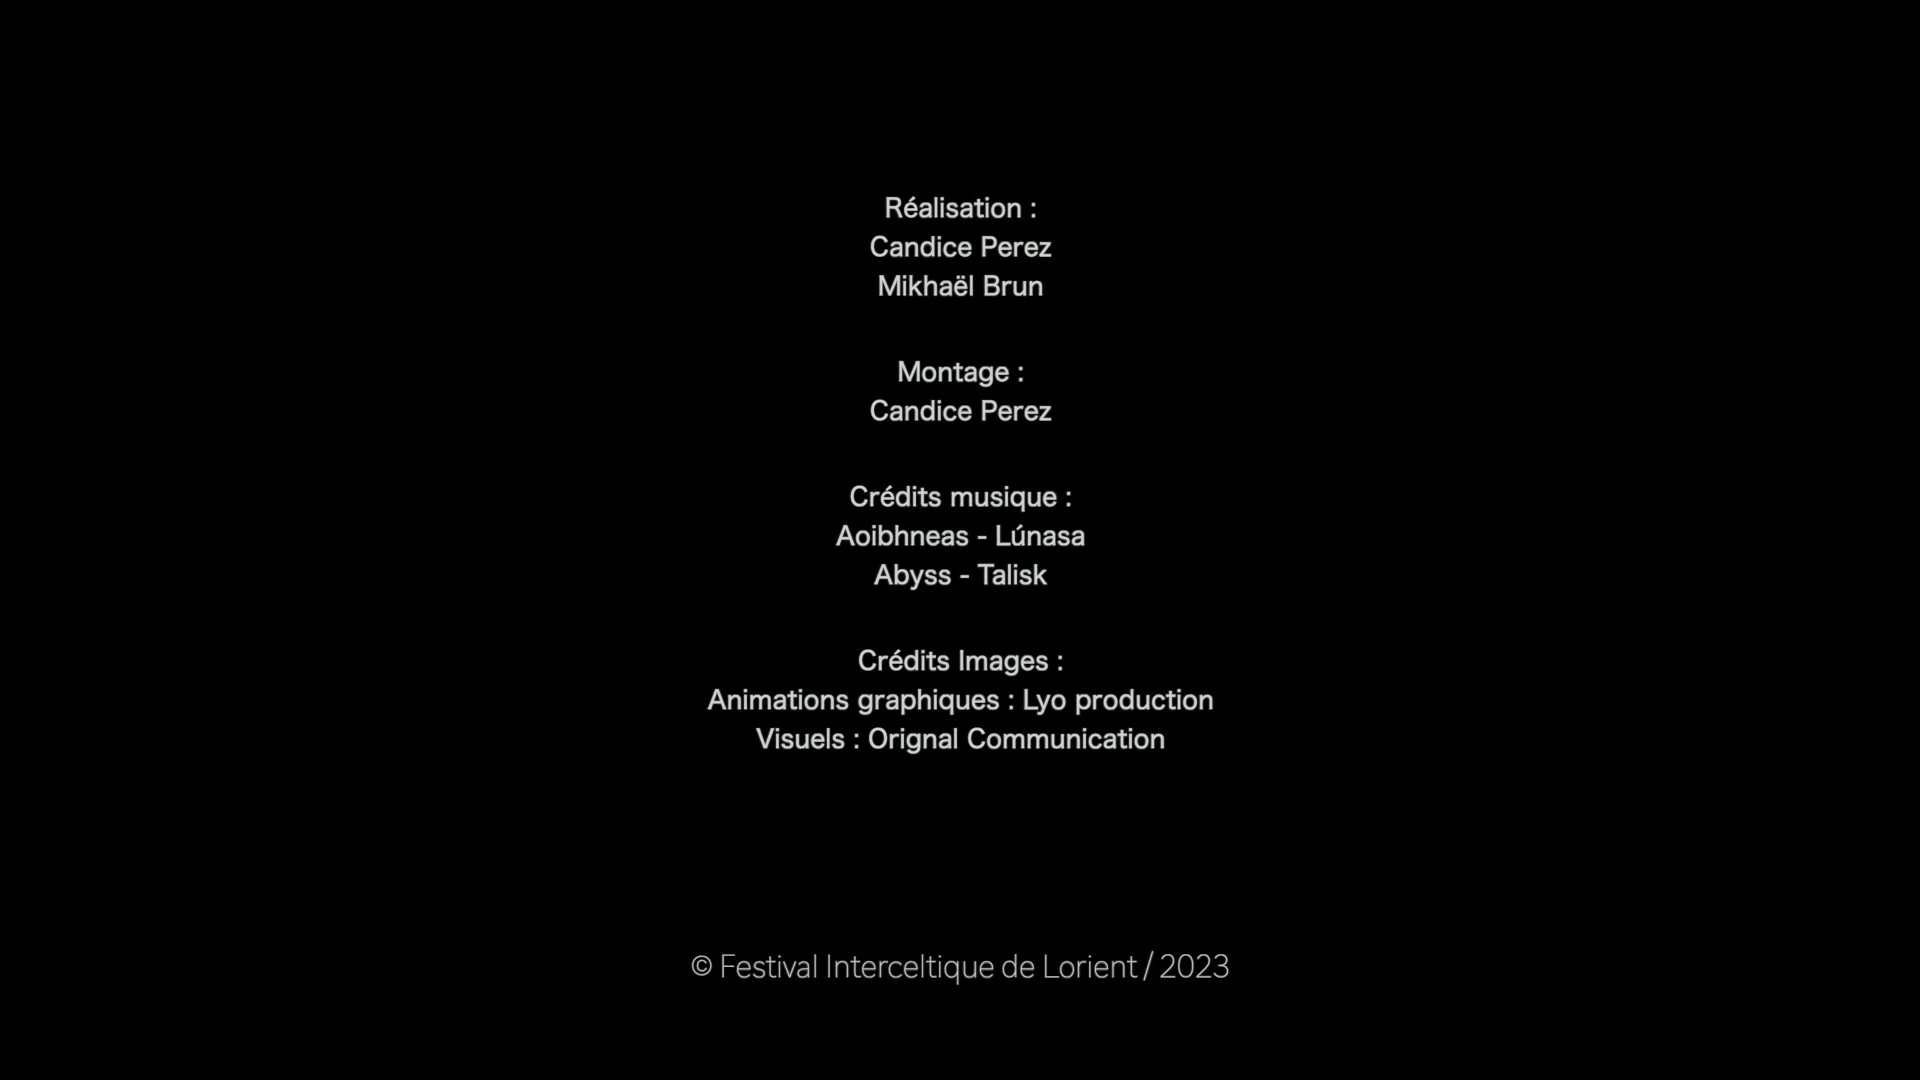 Réalisation :
Candice Perez
Mikhaël Brun
Montage :
Candice Perez
Crédits musique :
Aoibhneas - Lúnasa
Abyss - Talisk
Crédits Images :
Animations graphiques : Lyo production
Visuels : Orignal Communication
© Festival Interceltique de Lorient / 2023